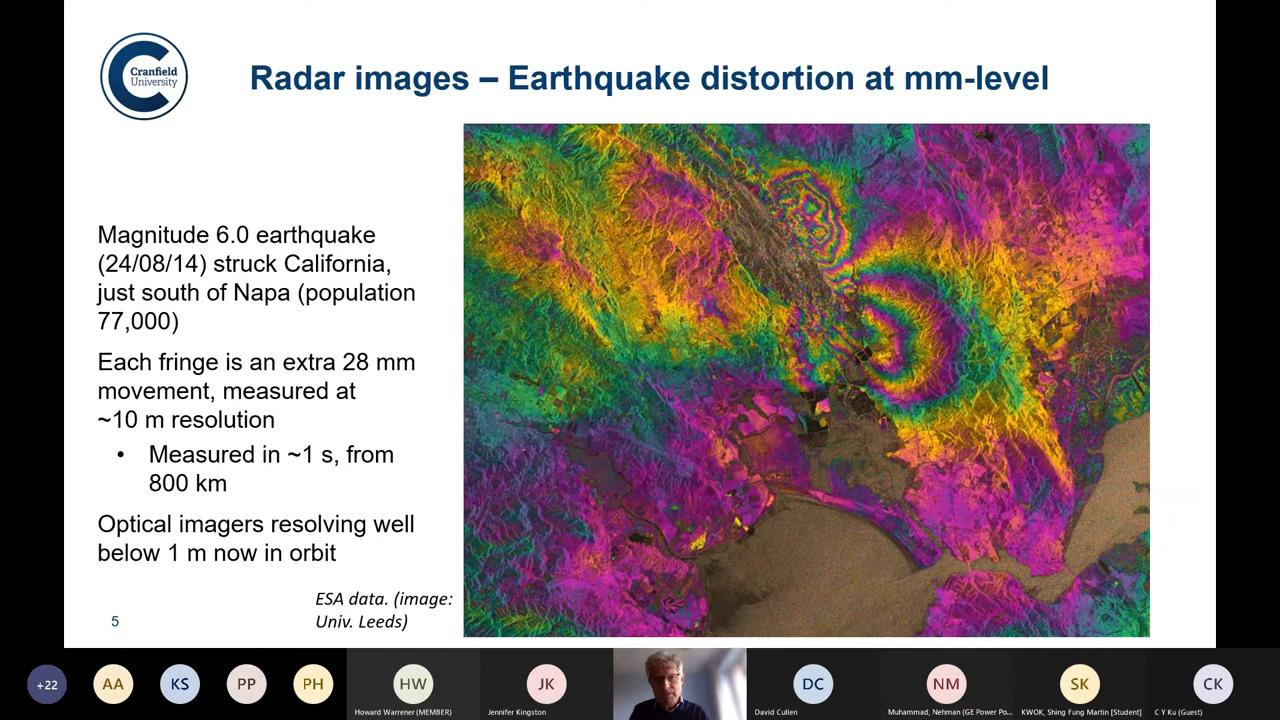 Cranfield
University
Radar images – Earthquake distortion at mm-level
Magnitude 6.0 earthquake
(24/08/14) struck California,
just south of Napa (population
77,000)
Each fringe is an extra 28 mm
movement, measured at
~10 m resolution
• Measured in ~1 s, from
800 km
Optical imagers resolving well
below 1 m now in orbit
ESA data. (image:
Univ. Leeds)
5
+22
AA
KS
PP
PH
HW
JK
DC
NM
SK
CK
Howard Warrener (MEMBER)
Jennifer Kingston
David Cullen
Muhammad, Nehman (GE Power Po...
KWOK, Shing Fung Martin [Student]
C Y Ku (Guest)